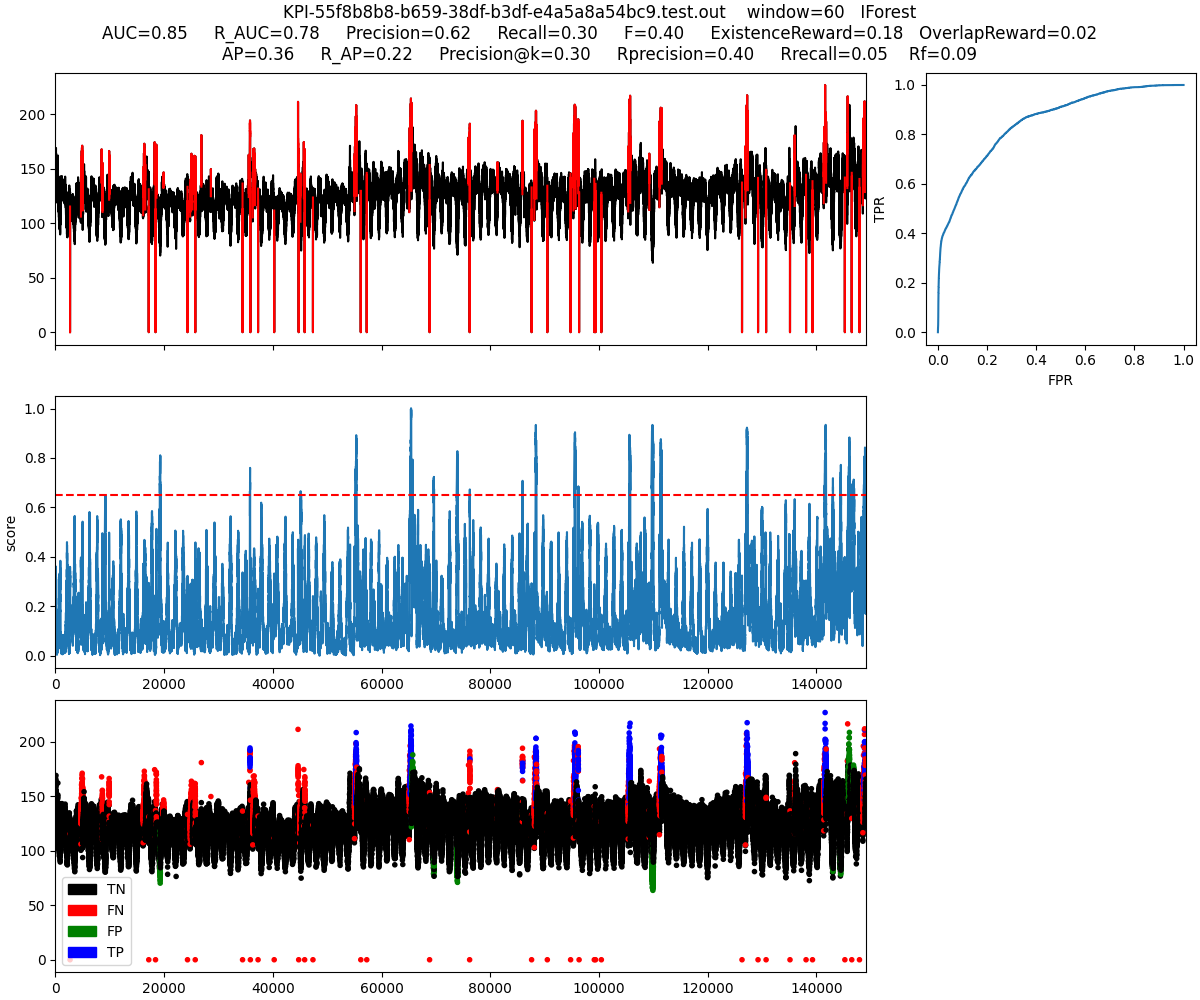 KPI-55f8b8b8-b659-38df-b3df-e4a5a8a54bc9.test.out window=60 IForest
AUC=0.85 R_AUC=0.78 Precision=0.62 Recall=0.30 F=0.40 ExistenceReward=0.18 OverlapReward=0.02
AP=0.36 R_AP=0.22 Precision@k=0.30 Rprecision=0.40 Rrecall=0.05 Rf=0.09
200
150
100
50
0
1.0
0.8
0.6
0.4
0.2
0.0
TPR
0.0 0.2 0.4 0.6 0.8 1.0
FPR
1.0
0.8
0.6
0.4
0.2
0.0
score
0 20000 40000 60000 80000 100000 120000 140000
200
150
100
50
0
TN
FN
FP
TP
0 20000 40000 60000 80000 100000 120000 140000